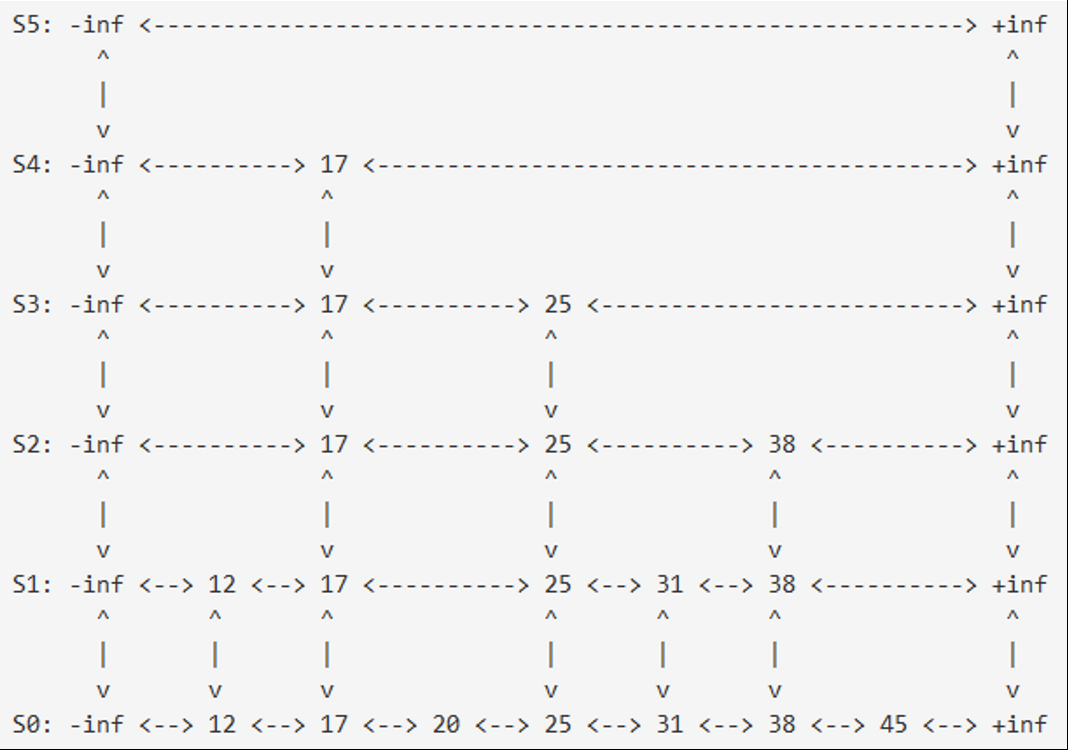 S5: -inf <----------------------------------------------------------> +inf
      ^                                                                ^
      |                                                                |
      v                                                                v
S4: -inf <----------> 17 <------------------------------------------> +inf
      ^               ^                                                ^
      |               |                                                |
      v               v                                                v
S3: -inf <----------> 17 <----------> 25 <--------------------------> +inf
      ^               ^               ^                                ^
      |               |               |                                |
      v               v               v                                v
S2: -inf <----------> 17 <----------> 25 <----------> 38 <----------> +inf
      ^               ^               ^               ^                ^
      |               |               |               |                |
      v               v               v               v                v
S1: -inf <--> 12 <--> 17 <----------> 25 <--> 31 <--> 38 <----------> +inf
      ^       ^       ^               ^       ^       ^                ^
      |       |       |               |       |       |                |
      v       v       v               v       v       v                v
S0: -inf <--> 12 <--> 17 <--> 20 <--> 25 <--> 31 <--> 38 <--> 45 <--> +inf